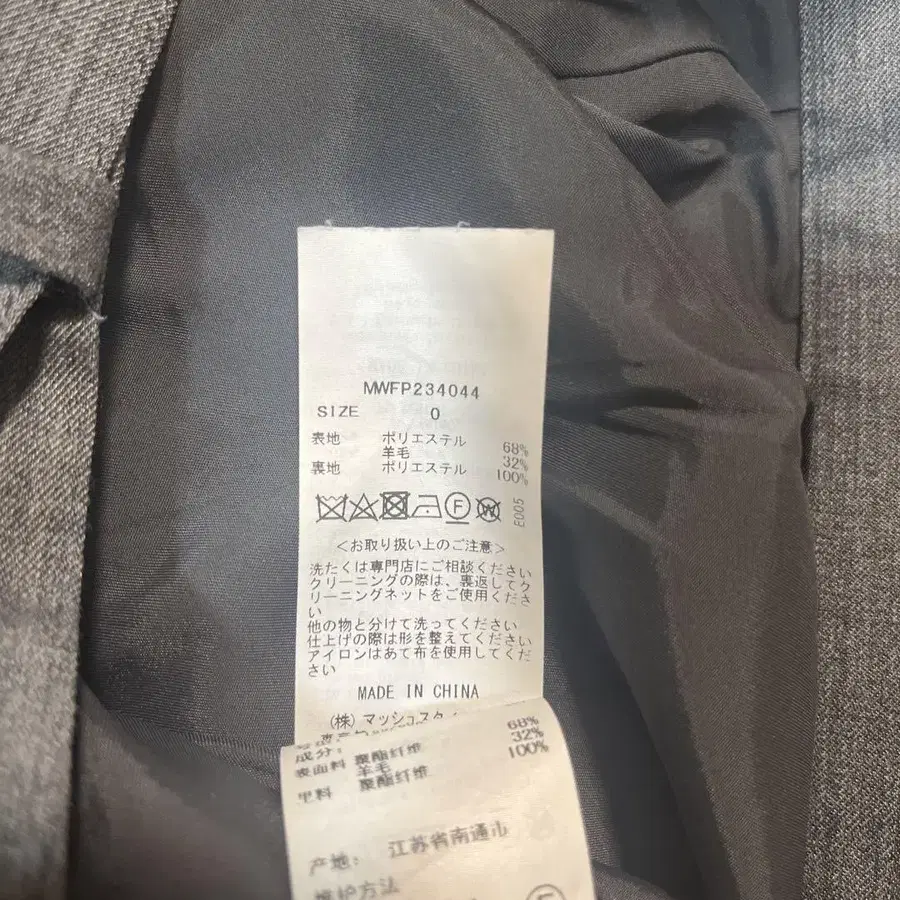 MWFP234044
SIZE 0
表地 ポリエステル 68%
羊毛 32%
裏地 ポリエステル 100%
F W E005
<お取り扱い上のご注意>
洗たくは専門店にご相談ください
クリーニングの際は、裏返してク
リーニングネットをご使用くださ
い
他の物と分けて洗ってください
仕上げの際は形を整えてください
アイロンはあて布を使用してくだ
さい
MADE IN CHINA
(株) マッシュスタ
成分: 68%
表面料 聚酯纤维 32%
羊毛 100%
里料 聚酯纤维
产地: 江苏省南通市
维护方法